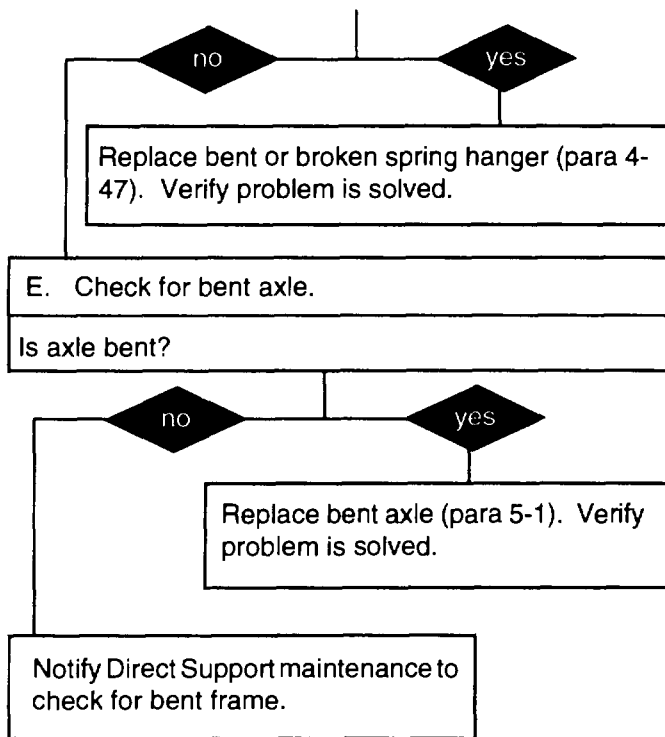 no
yes
Replace bent or broken spring hanger (para 4-
47). Verify problem is solved.
E. Check for bent axle.
Is axle bent?
no
yes
Replace bent axle (para 5-1). Verify
problem is solved.
Notify Direct Support maintenance to
check for bent frame.